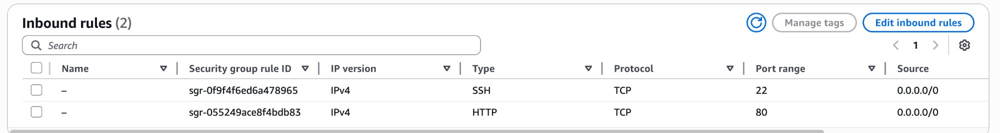 Inbound rules (2)
Manage tags
Edit inbound rules
Search
1
Name Security group rule ID IP version Type Protocol Port range Source
– sgr-0f9f4f6ed6a478965 IPv4 SSH TCP 22 0.0.0.0/0
– sgr-055249ace8f4bdb83 IPv4 HTTP TCP 80 0.0.0.0/0